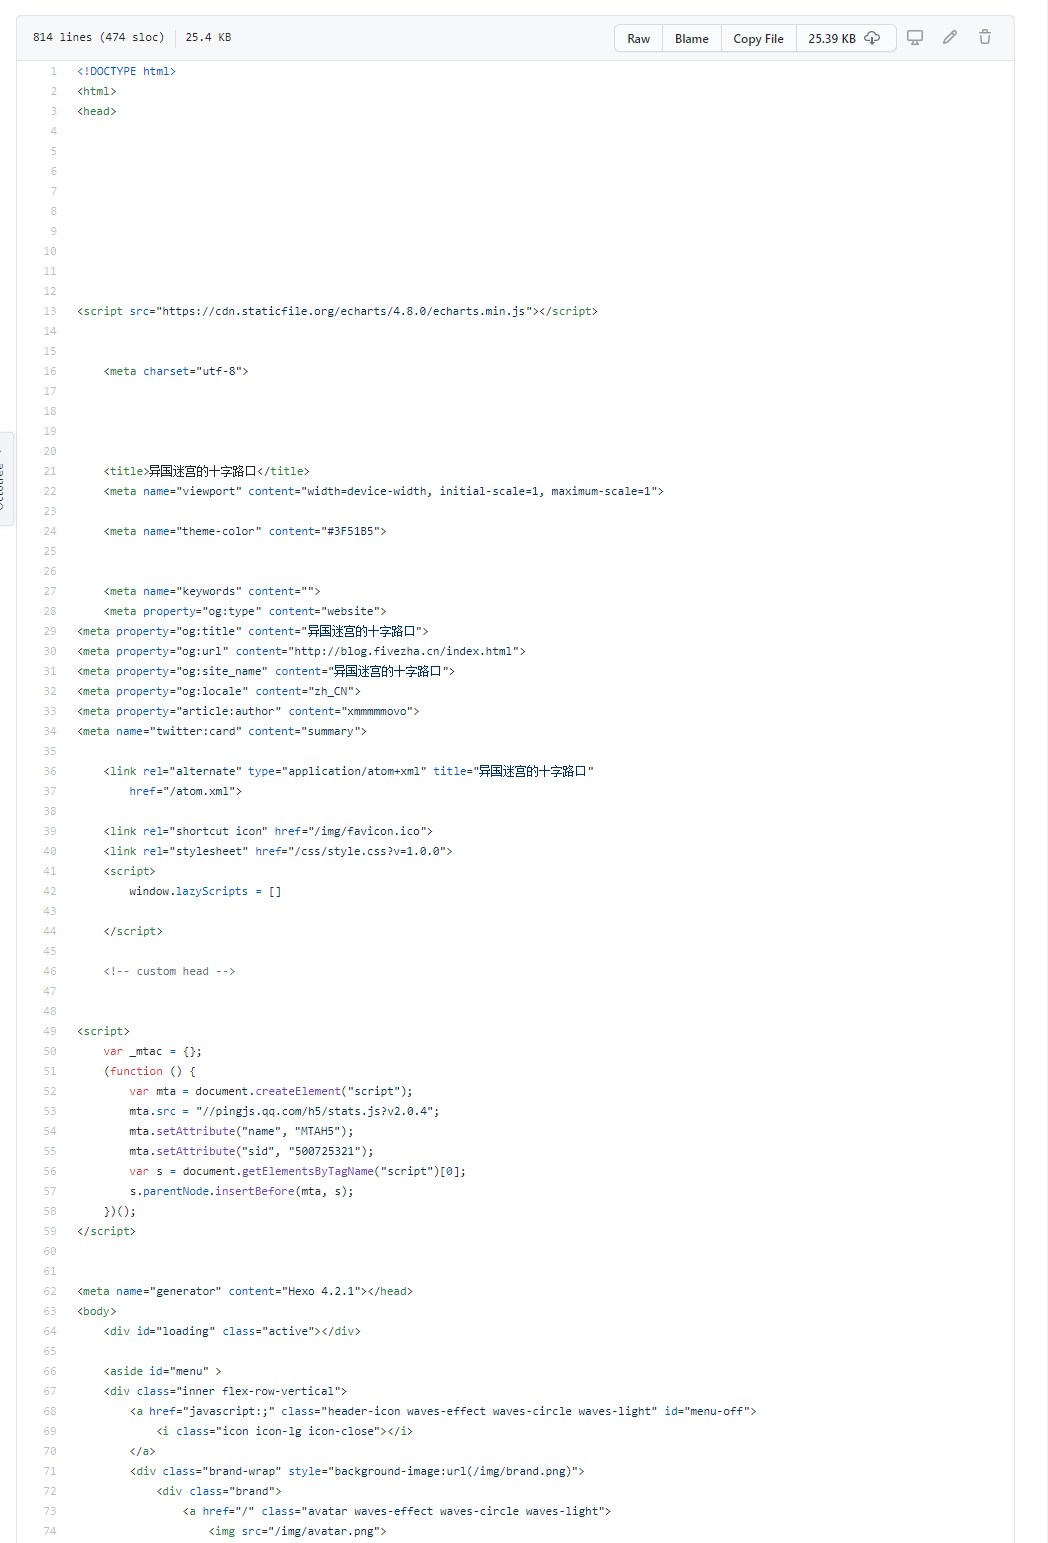 814 lines (474 sloc) 25.4 KB Raw Blame Copy File 25.39 KB
1 <!DOCTYPE html>
2 <html>
3 <head>
4
5
6
7
8
9
10
11
12
13 <script src="https://cdn.staticfile.org/echarts/4.8.0/echarts.min.js"></script>
14
15
16 <meta charset="utf-8">
17
18
19
20
21 <title>异国迷宫的十字路口</title>
22 <meta name="viewport" content="width=device-width, initial-scale=1, maximum-scale=1">
23
24 <meta name="theme-color" content="#3F51B5">
25
26
27 <meta name="keywords" content="">
28 <meta property="og:type" content="website">
29 <meta property="og:title" content="异国迷宫的十字路口">
30 <meta property="og:url" content="http://blog.fivezha.cn/index.html">
31 <meta property="og:site_name" content="异国迷宫的十字路口">
32 <meta property="og:locale" content="zh_CN">
33 <meta property="article:author" content="xmmmmmovo">
34 <meta name="twitter:card" content="summary">
35
36 <link rel="alternate" type="application/atom+xml" title="异国迷宫的十字路口"
37 href="/atom.xml">
38
39 <link rel="shortcut icon" href="/img/favicon.ico">
40 <link rel="stylesheet" href="/css/style.css?v=1.0.0">
41 <script>
42 window.lazyScripts = []
43
44 </script>
45
46 <!-- custom head -->
47
48
49 <script>
50 var _mtac = {};
51 (function () {
52 var mta = document.createElement("script");
53 mta.src = "//pingjs.qq.com/h5/stats.js?v2.0.4";
54 mta.setAttribute("name", "MTAH5");
55 mta.setAttribute("sid", "500725321");
56 var s = document.getElementsByTagName("script")[0];
57 s.parentNode.insertBefore(mta, s);
58 })();
59 </script>
60
61
62 <meta name="generator" content="Hexo 4.2.1"></head>
63 <body>
64 <div id="loading" class="active"></div>
65
66 <aside id="menu" >
67 <div class="inner flex-row-vertical">
68 <a href="javascript:;" class="header-icon waves-effect waves-circle waves-light" id="menu-off">
69 <i class="icon icon-lg icon-close"></i>
70 </a>
71 <div class="brand-wrap" style="background-image:url(/img/brand.png)">
72 <div class="brand">
73 <a href="/" class="avatar waves-effect waves-circle waves-light">
74 <img src="/img/avatar.png">